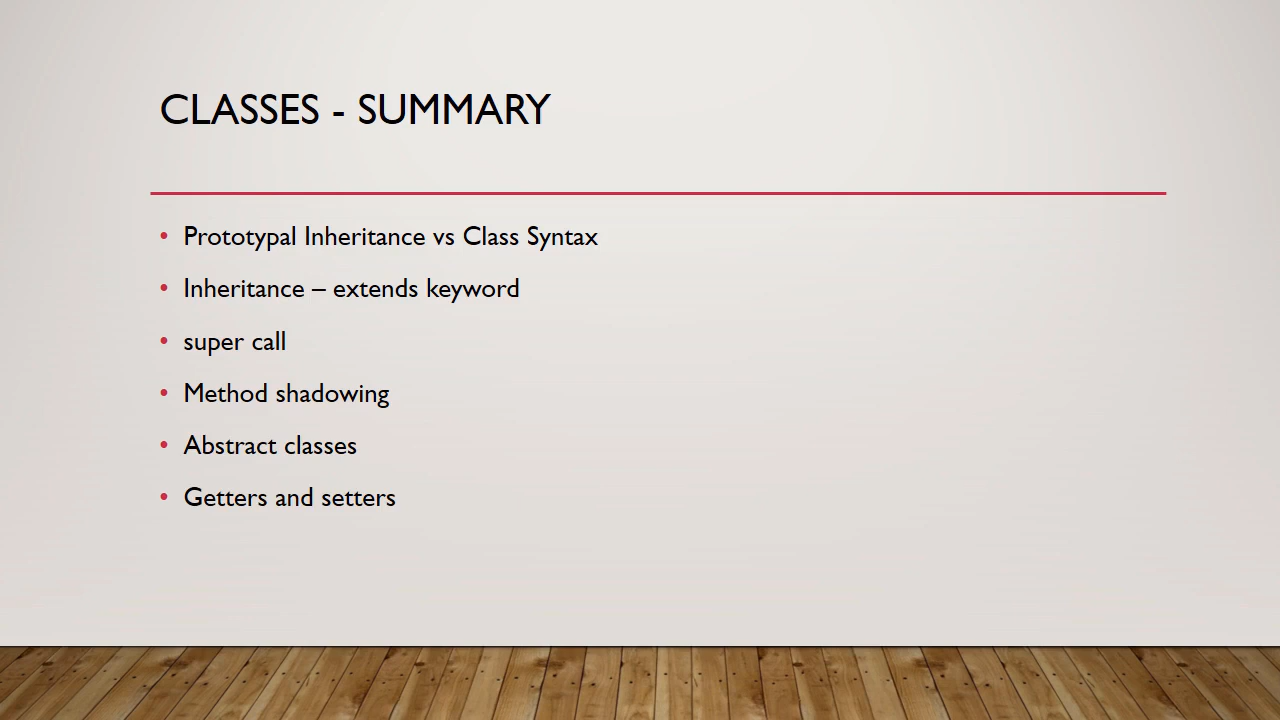 CLASSES - SUMMARY
• Prototypal Inheritance vs Class Syntax
• Inheritance – extends keyword
• super call
• Method shadowing
• Abstract classes
• Getters and setters